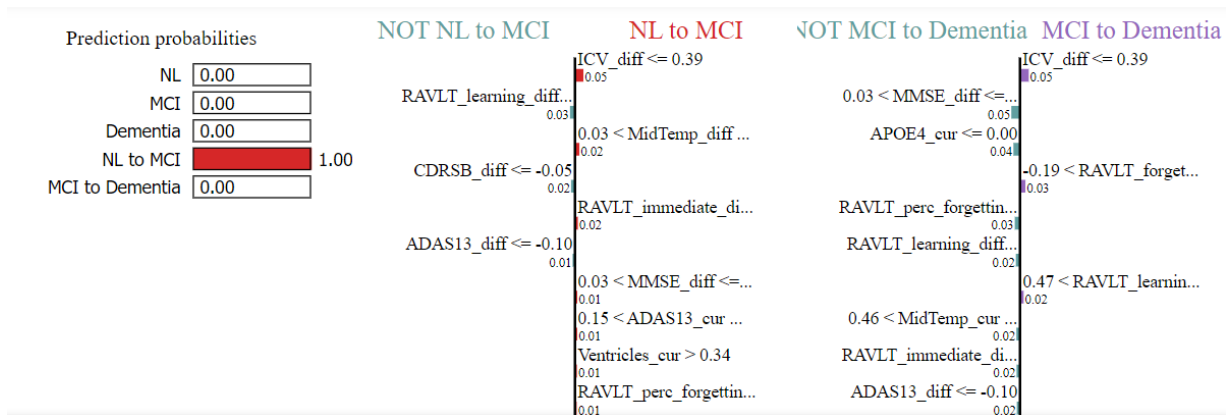 Prediction probabilities
NL 0.00
MCI 0.00
Dementia 0.00
NL to MCI 1.00
MCI to Dementia 0.00
NOT NL to MCI NL to MCI
ICV_diff <= 0.39
0.05
RAVLT_learning_diff...
0.03
0.03 < MidTemp_diff ...
0.02
CDRSB_diff <= -0.05
0.02
RAVLT_immediate_di...
0.02
ADAS13_diff <= -0.10
0.01
0.03 < MMSE_diff <=...
0.01
0.15 < ADAS13_cur ...
0.01
Ventricles_cur > 0.34
0.01
RAVLT_perc_forgettin...
0.01
NOT MCI to Dementia MCI to Dementia
ICV_diff <= 0.39
0.05
0.03 < MMSE_diff <=...
0.05
APOE4_cur <= 0.00
0.04
-0.19 < RAVLT_forget...
0.03
RAVLT_perc_forgettin...
0.03
RAVLT_learning_diff...
0.02
0.47 < RAVLT_learnin...
0.02
0.46 < MidTemp_cur ...
0.02
RAVLT_immediate_di...
0.02
ADAS13_diff <= -0.10
0.02